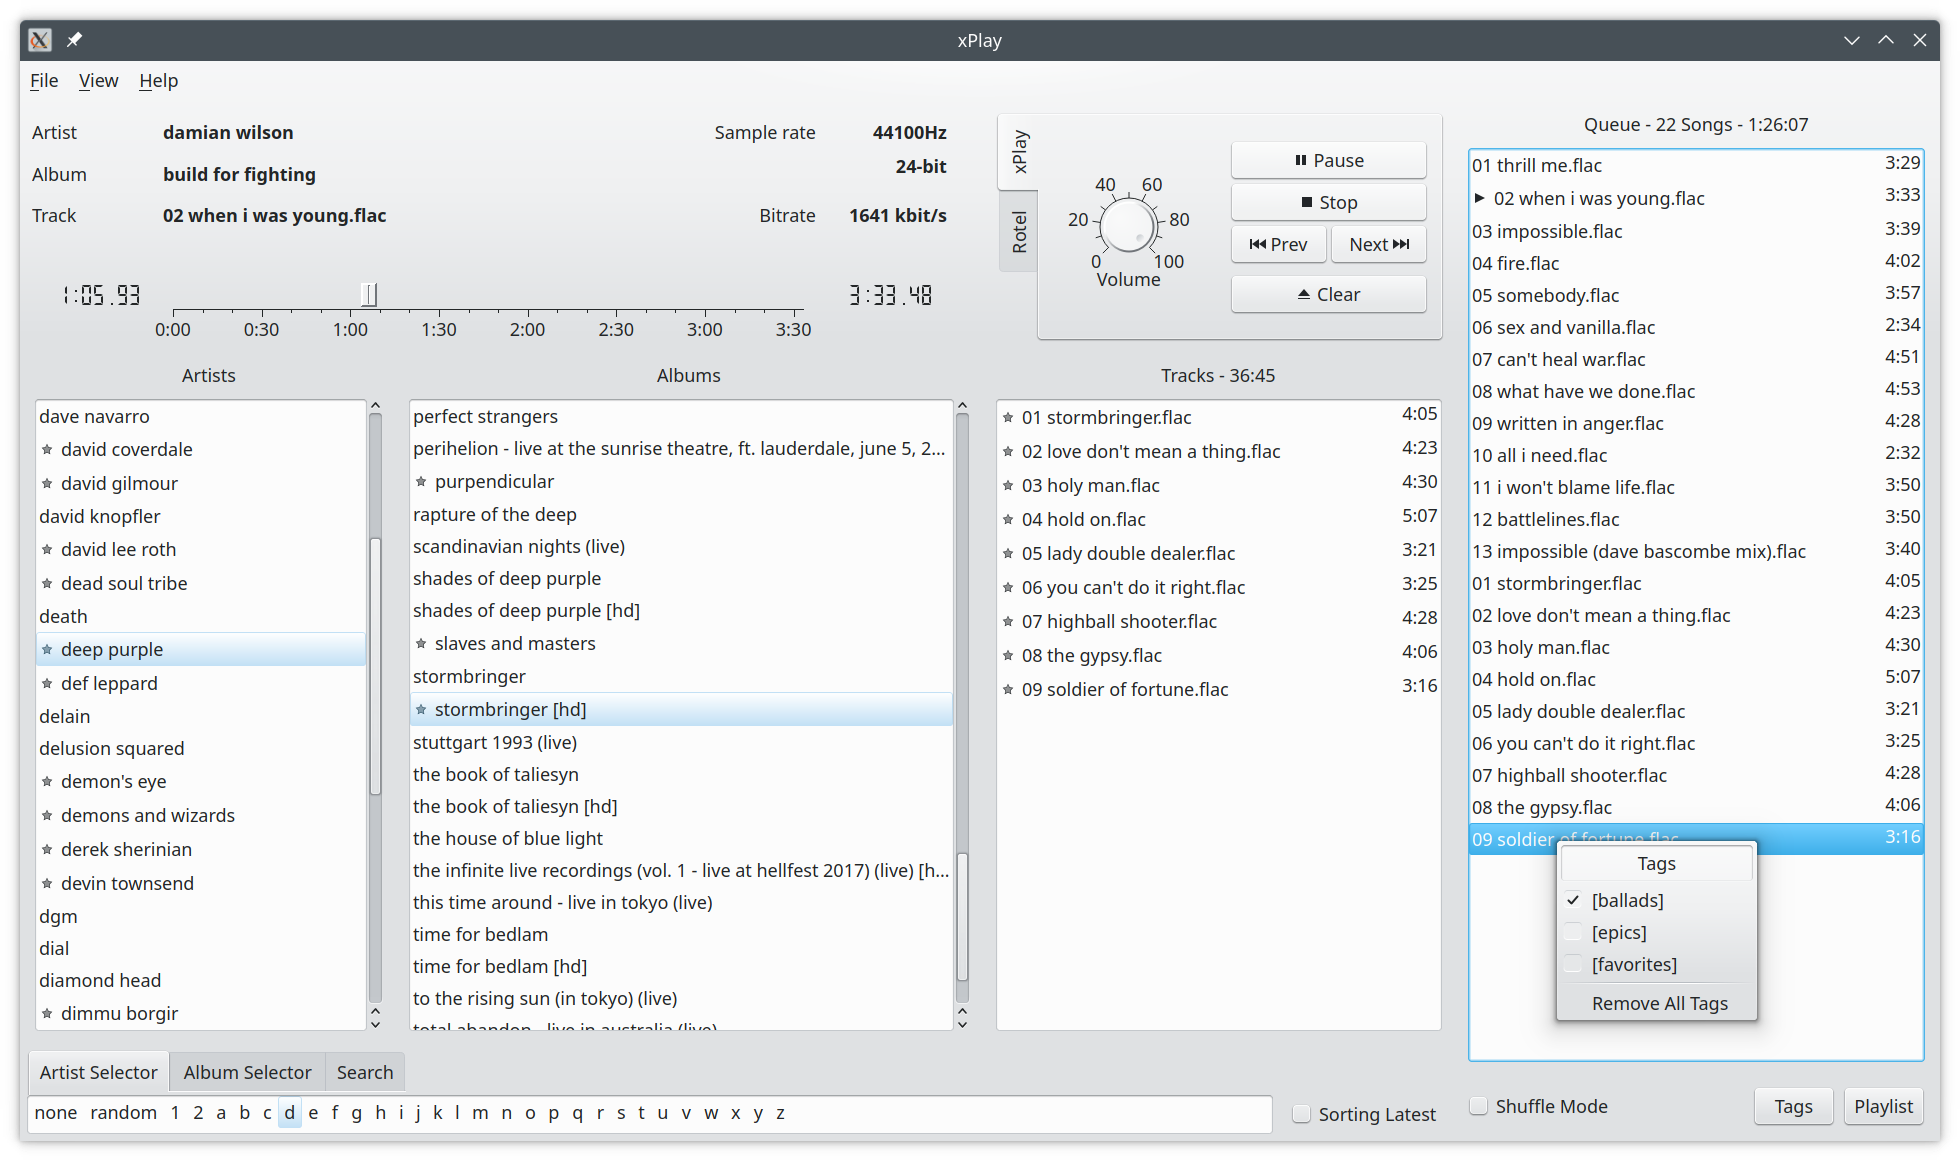 xPlay
File View Help
Artist damian wilson
Album build for fighting
Track 02 when i was young.flac
Sample rate 44100Hz
24-bit
Bitrate 1641 kbit/s
1:05.93
3:33.48
0:00 0:30 1:00 1:30 2:00 2:30 3:00 3:30
xPlay
Rotel
0 20 40 60 80 100
Volume
Pause
Stop
Prev Next
Clear
Artists
dave navarro
david coverdale
david gilmour
david knopfler
david lee roth
dead soul tribe
death
deep purple
def leppard
delain
delusion squared
demon's eye
demons and wizards
derek sherinian
devin townsend
dgm
dial
diamond head
dimmu borgir
Albums
perfect strangers
perihelion - live at the sunrise theatre, ft. lauderdale, june 5, 2...
purpendicular
rapture of the deep
scandinavian nights (live)
shades of deep purple
shades of deep purple [hd]
slaves and masters
stormbringer
stormbringer [hd]
stuttgart 1993 (live)
the book of taliesyn
the book of taliesyn [hd]
the house of blue light
the infinite live recordings (vol. 1 - live at hellfest 2017) (live) [h...
this time around - live in tokyo (live)
time for bedlam
time for bedlam [hd]
to the rising sun (in tokyo) (live)
total abandon - live in australia (live)
Tracks - 36:45
01 stormbringer.flac 4:05
02 love don't mean a thing.flac 4:23
03 holy man.flac 4:30
04 hold on.flac 5:07
05 lady double dealer.flac 3:21
06 you can't do it right.flac 3:25
07 highball shooter.flac 4:28
08 the gypsy.flac 4:06
09 soldier of fortune.flac 3:16
Queue - 22 Songs - 1:26:07
01 thrill me.flac 3:29
02 when i was young.flac 3:33
03 impossible.flac 3:39
04 fire.flac 4:02
05 somebody.flac 3:57
06 sex and vanilla.flac 2:34
07 can't heal war.flac 4:51
08 what have we done.flac 4:53
09 written in anger.flac 4:28
10 all i need.flac 2:32
11 i won't blame life.flac 3:50
12 battlelines.flac 3:50
13 impossible (dave bascombe mix).flac 3:40
01 stormbringer.flac 4:05
02 love don't mean a thing.flac 4:23
03 holy man.flac 4:30
04 hold on.flac 5:07
05 lady double dealer.flac 3:21
06 you can't do it right.flac 3:25
07 highball shooter.flac 4:28
08 the gypsy.flac 4:06
09 soldier of fortune.flac 3:16
Tags
[ballads]
[epics]
[favorites]
Remove All Tags
Artist Selector Album Selector Search
none random 1 2 a b c d e f g h i j k l m n o p q r s t u v w x y z
Sorting Latest
Shuffle Mode
Tags Playlist